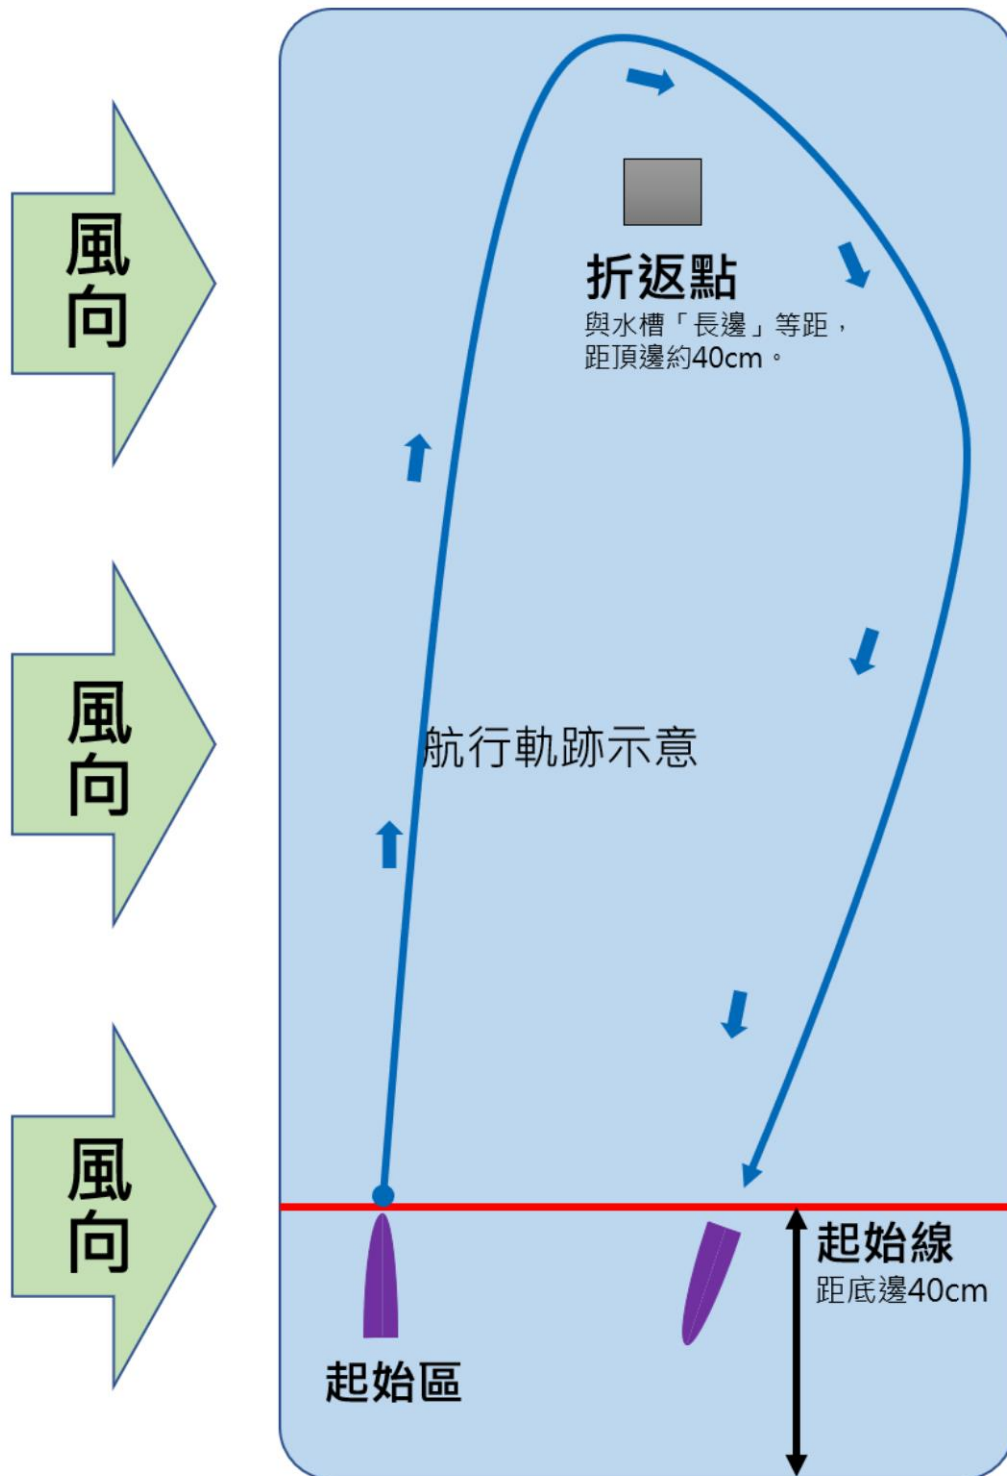 風向
折返點
與水槽「長邊」等距，
距頂邊約40cm。
風向
航行軌跡示意
風向
起始線
距底邊40cm
起始區